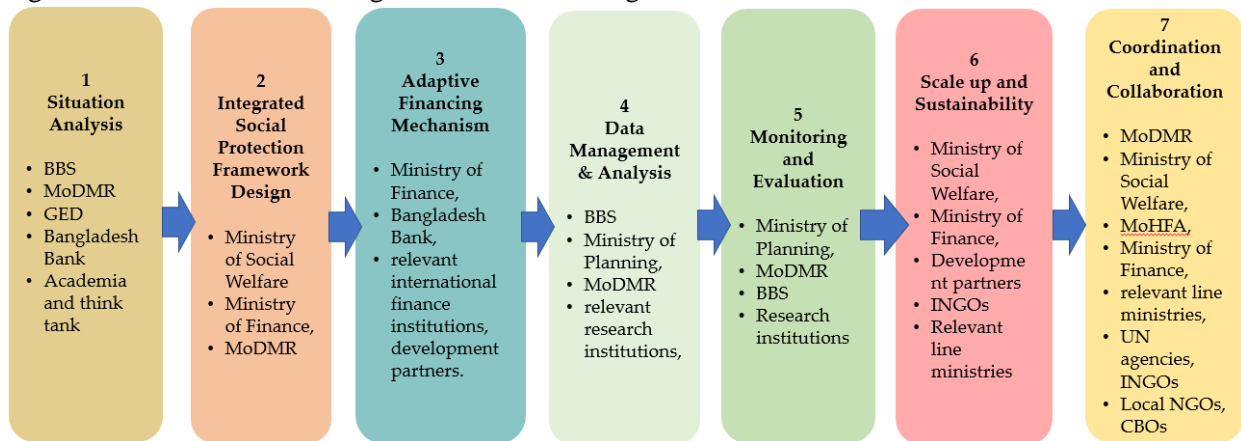 1
Situation
Analysis
• BBS
• MoDMR
• GED
• Bangladesh
Bank
• Academia
and think
tank
2
Integrated
Social
Protection
Framework
Design
• Ministry
of Social
Welfare
• Ministry
of Finance,
• MoDMR
3
Adaptive
Financing
Mechanism
• Ministry of
Finance,
• Bangladesh
Bank,
• relevant
international
finance
institutions,
development
partners.
4
Data
Management
& Analysis
• BBS
• Ministry of
Planning,
• MoDMR
• relevant
research
institutions,
5
Monitoring
and
Evaluation
• Ministry of
Planning,
• MoDMR
• BBS
• Research
institutions
6
Scale up and
Sustainability
• Ministry of
Social
Welfare,
• Ministry of
Finance,
• Developme
nt partners
• INGOs
• Relevant
line
ministries
7
Coordination
and
Collaboration
• MoDMR
• Ministry of
Social
Welfare,
• MoHFA,
• Ministry of
Finance,
• relevant line
ministries,
• UN
agencies,
INGOs
• Local NGOs,
CBOs